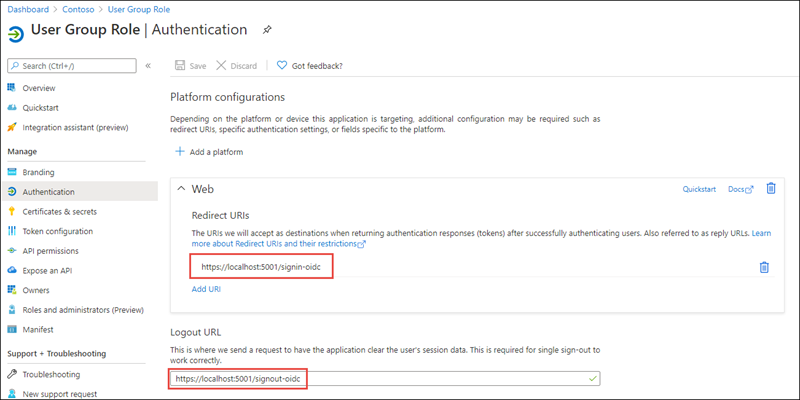 Dashboard > Contoso > User Group Role
User Group Role | Authentication
Search (Ctrl+/)
«
Save
Discard
Got feedback?
Overview
Quickstart
Integration assistant (preview)
Manage
Branding
Authentication
Certificates & secrets
Token configuration
API permissions
Expose an API
Owners
Roles and administrators (Preview)
Manifest
Support + Troubleshooting
Troubleshooting
New support request
Platform configurations
Depending on the platform or device this application is targeting, additional configuration may be required such as
redirect URIs, specific authentication settings, or fields specific to the platform.
+ Add a platform
Web
Quickstart
Docs
Redirect URIs
The URIs we will accept as destinations when returning authentication responses (tokens) after successfully authenticating users. Also referred to as reply URLs. Learn
more about Redirect URIs and their restrictions
https://localhost:5001/signin-oidc
Add URI
Logout URL
This is where we send a request to have the application clear the user's session data. This is required for single sign-out to
work correctly.
https://localhost:5001/signout-oidc